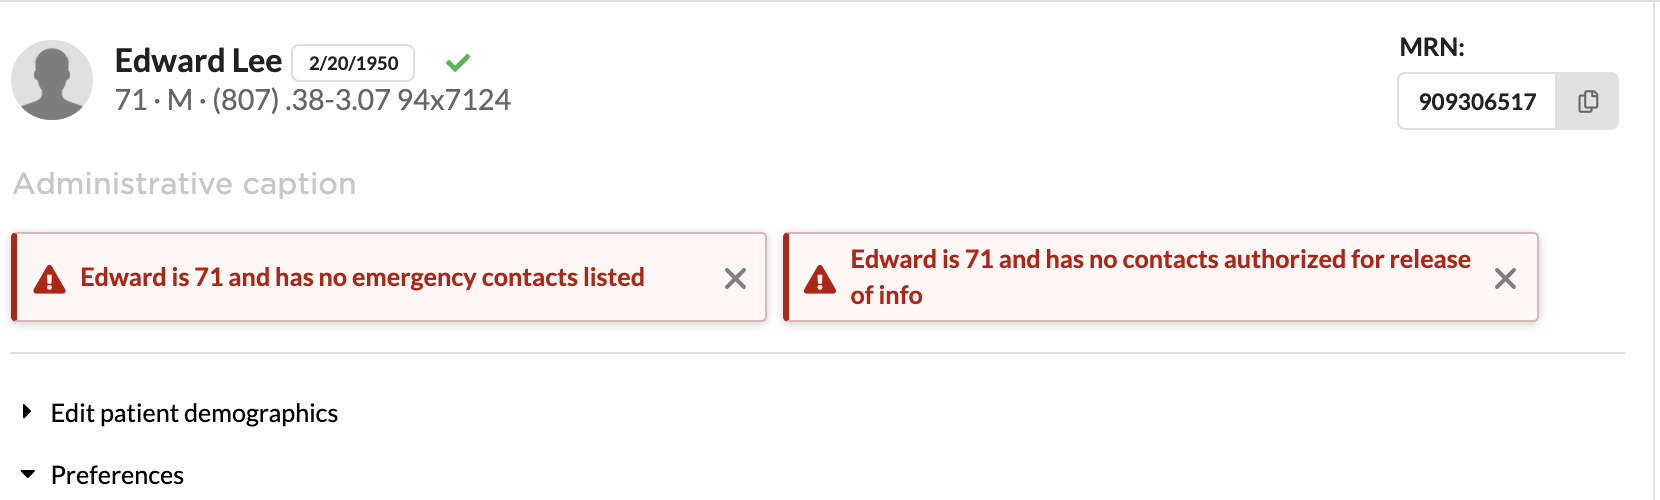 Edward Lee 2/20/1950
71 · M · (807) .38-3.07 94x7124
MRN:
909306517
Administrative caption
Edward is 71 and has no emergency contacts listed
Edward is 71 and has no contacts authorized for release
of info
Edit patient demographics
Preferences